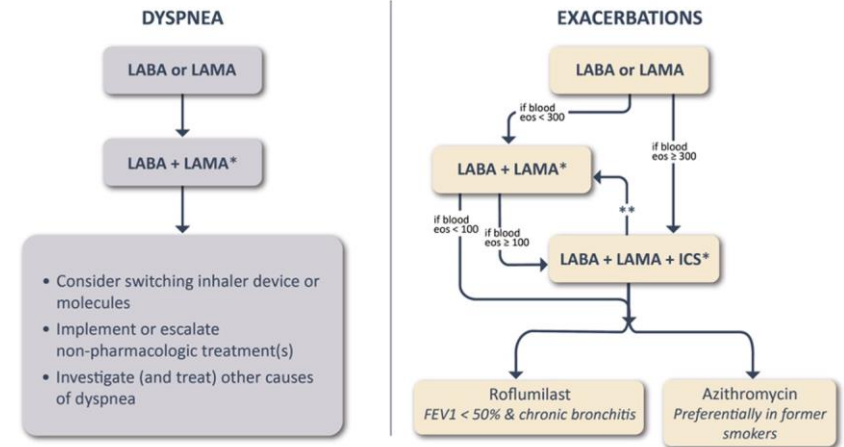 DYSPNEA
LABA or LAMA
LABA + LAMA*
• Consider switching inhaler device or
molecules
• Implement or escalate
non-pharmacologic treatment(s)
• Investigate (and treat) other causes
of dyspnea
EXACERBATIONS
LABA or LAMA
if blood
eos < 300
if blood
eos ≥ 300
LABA + LAMA*
**
if blood
eos < 100
if blood
eos ≥ 100
LABA + LAMA + ICS*
Roflumilast
FEV1 < 50% & chronic bronchitis
Azithromycin
Preferentially in former
smokers